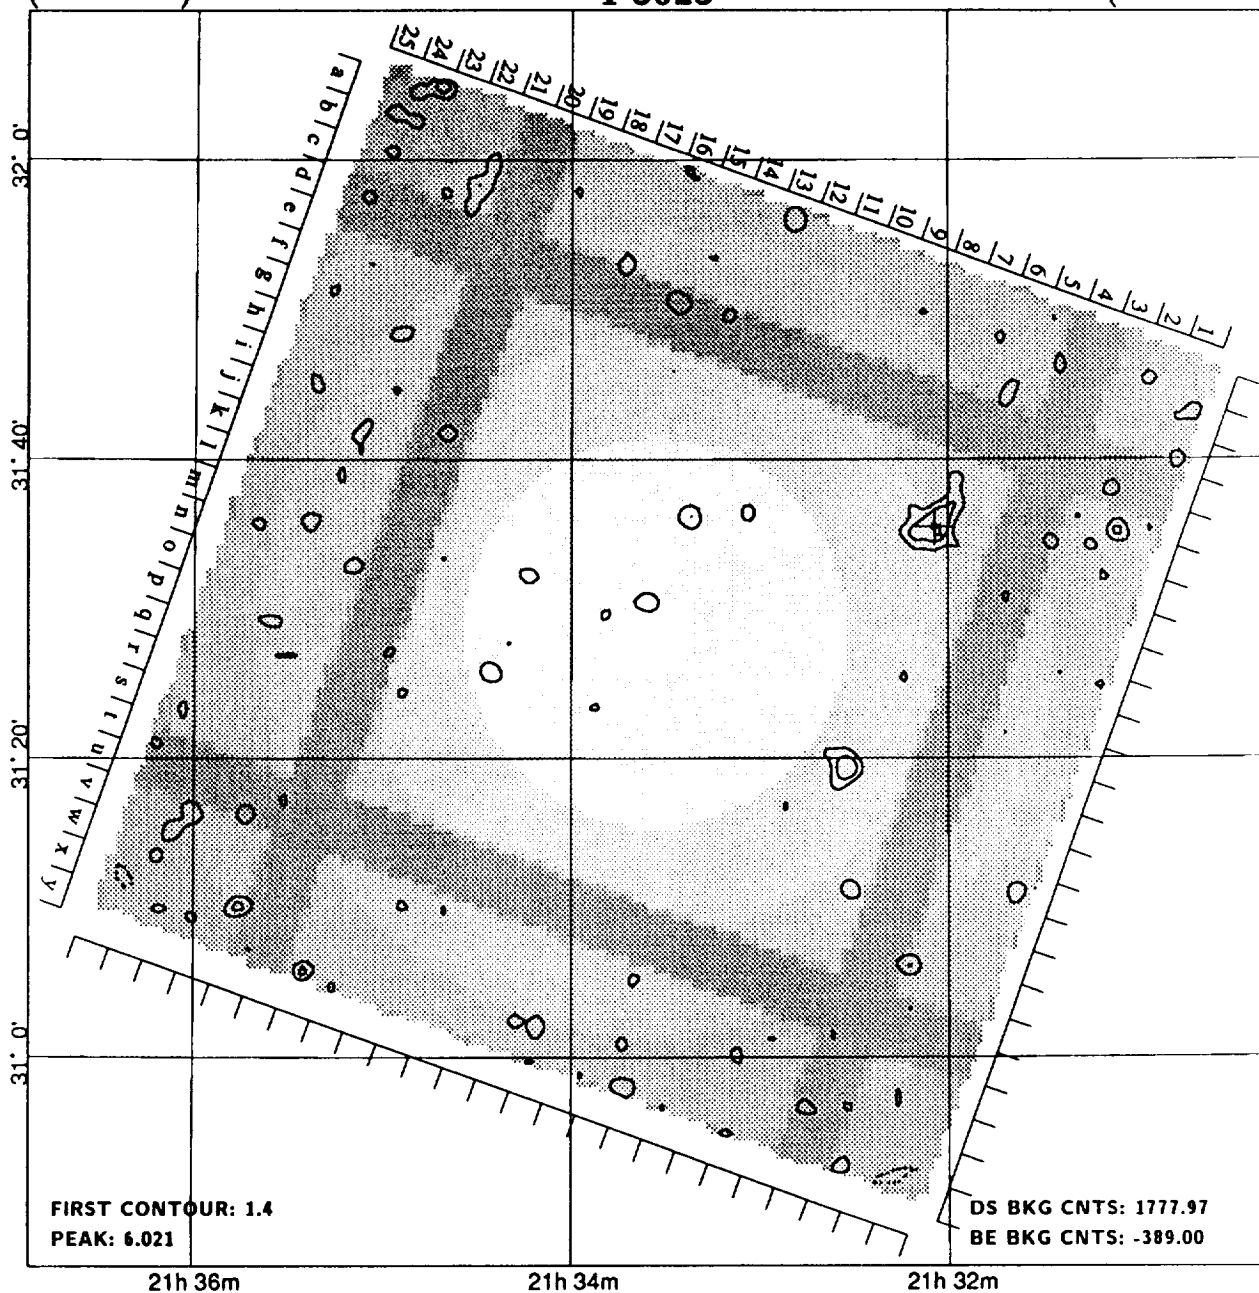 25 24 23 22 21 20 19 18 17 16 15 14 13 12 11 10 9 8 7 6 5 4 3 2 1
a b c d e f g h i j k l m n o p q r s t u v w x y
32° 0'
31° 40'
31° 20'
31° 0'
FIRST CONTOUR: 1.4
PEAK: 6.021
DS BKG CNTS: 1777.97
BE BKG CNTS: -389.00
21h 36m
21h 34m
21h 32m